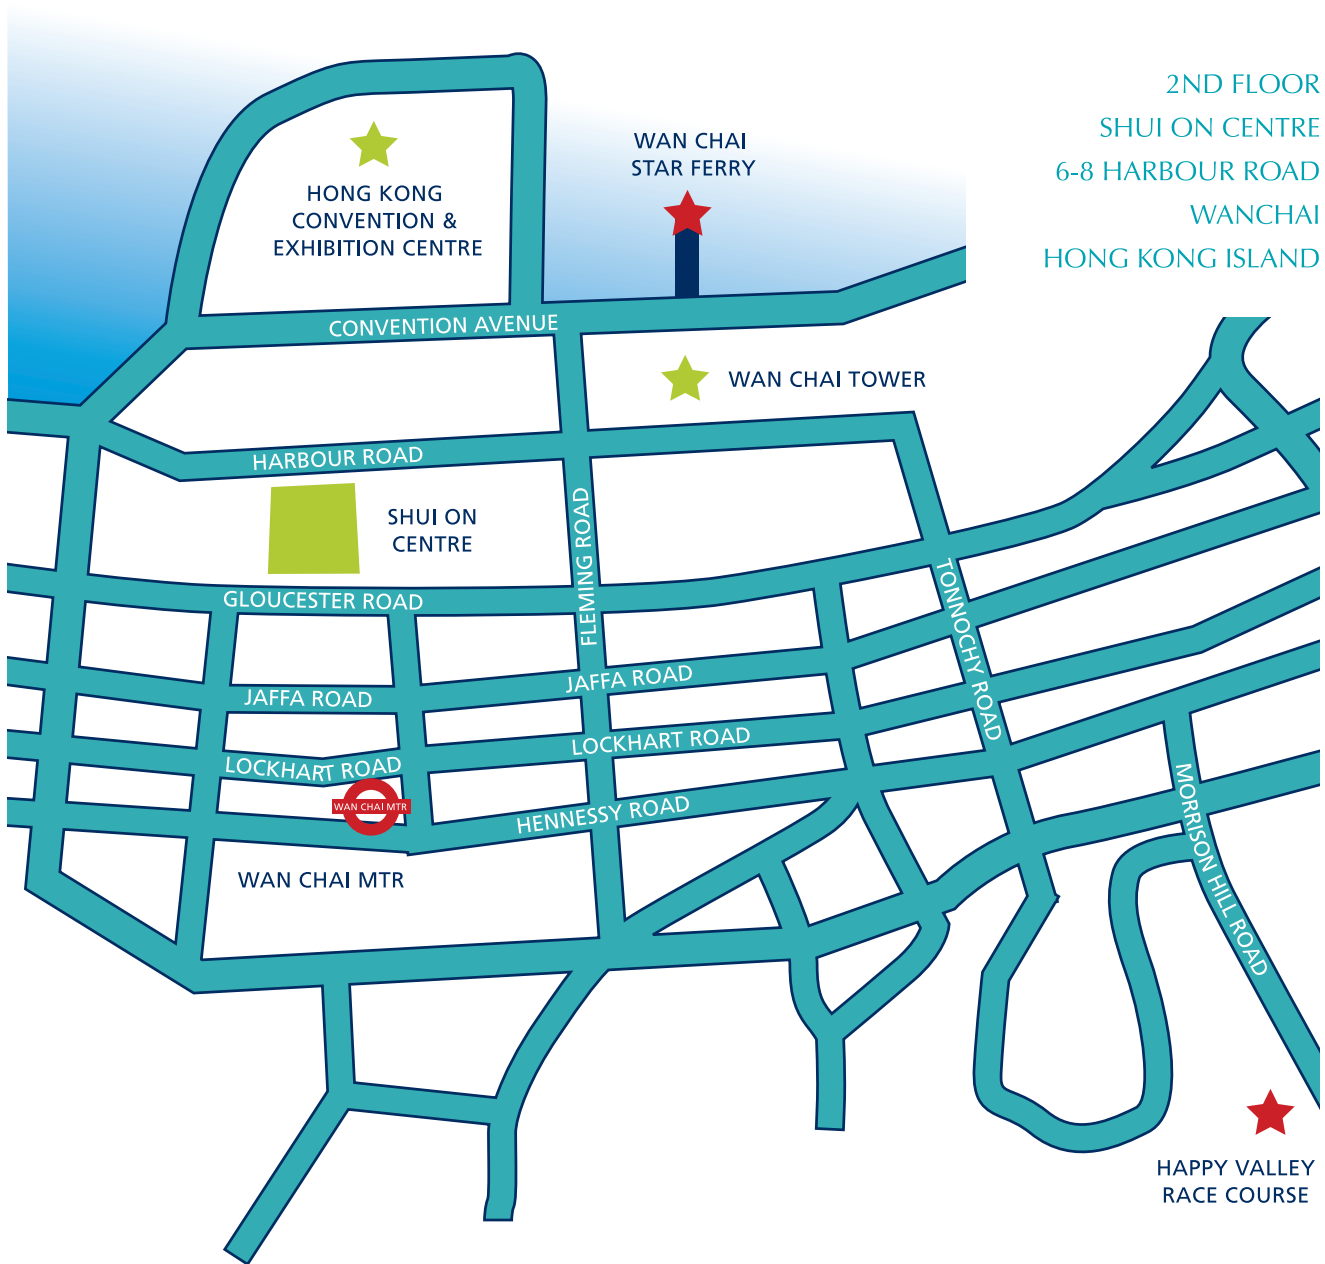 2ND FLOOR
SHUI ON CENTRE
6-8 HARBOUR ROAD
WANCHAI
HONG KONG ISLAND
WAN CHAI
STAR FERRY
HONG KONG
CONVENTION &
EXHIBITION CENTRE
CONVENTION AVENUE
WAN CHAI TOWER
HARBOUR ROAD
SHUI ON
CENTRE
FLEMING ROAD
GLOUCESTER ROAD
TONNOCHY ROAD
JAFFA ROAD
JAFFA ROAD
LOCKHART ROAD
LOCKHART ROAD
WAN CHAI MTR
HENNESSY ROAD
MORRISON HILL ROAD
WAN CHAI MTR
HAPPY VALLEY
RACE COURSE